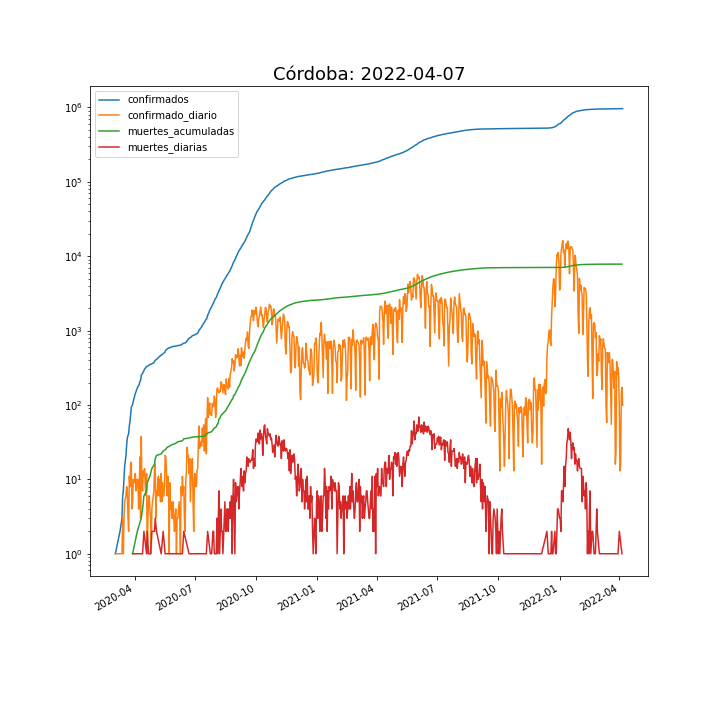 Córdoba: 2022-04-07
confirmados
confirmado_diario
muertes_acumuladas
muertes_diarias
10⁶
10⁵
10⁴
10³
10²
10¹
10⁰
2020-04 2020-07 2020-10 2021-01 2021-04 2021-07 2021-10 2022-01 2022-04